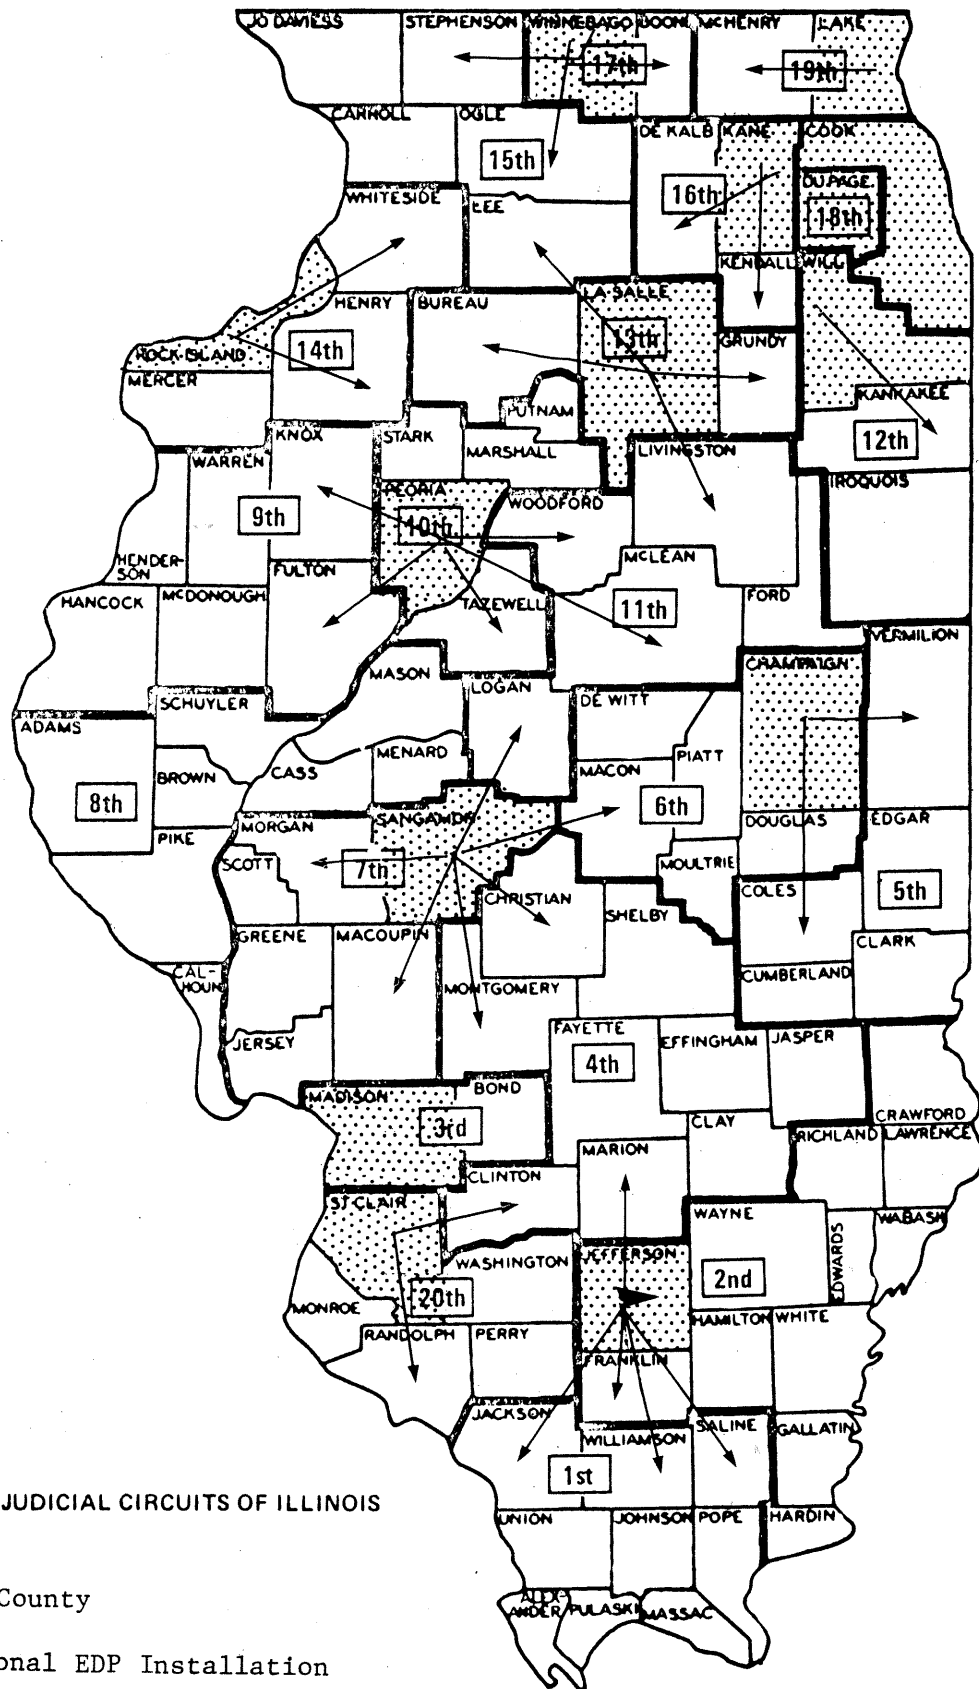 JO DAVIESS
STEPHENSON
WINNEBAGO
BOONE
McHENRY
LAKE
17th
19th
CARROLL
OGLE
DE KALB
KANE
COOK
15th
16th
DU PAGE
18th
WHITESIDE
LEE
KENDALL
WILL
HENRY
BUREAU
LA SALLE
ROCK ISLAND
14th
13th
GRUNDY
MERCER
PUTNAM
KANKAKEE
12th
KNOX
STARK
MARSHALL
LIVINGSTON
WARREN
PEORIA
WOODFORD
IROQUOIS
9th
10th
HENDER-
SON
FULTON
McLEAN
HANCOCK
McDONOUGH
TAZEWELL
11th
FORD
VERMILION
MASON
CHAMPAIGN
SCHUYLER
LOGAN
DE WITT
ADAMS
BROWN
CASS
MENARD
MACON
PIATT
8th
6th
PIKE
MORGAN
SANGAMON
DOUGLAS
EDGAR
SCOTT
7th
MOULTRIE
CHRISTIAN
SHELBY
COLES
5th
GREENE
MACOUPIN
CLARK
CAL-
HOUN
MONTGOMERY
CUMBERLAND
JERSEY
FAYETTE
EFFINGHAM
JASPER
4th
MADISON
BOND
CRAWFORD
3rd
CLAY
RICHLAND
LAWRENCE
MARION
CLINTON
ST CLAIR
WAYNE
WABASH
EDWARDS
WASHINGTON
JEFFERSON
2nd
MONROE
20th
RANDOLPH
PERRY
HAMILTON
WHITE
FRANKLIN
JACKSON
WILLIAMSON
SALINE
GALLATIN
1st
JUDICIAL CIRCUITS OF ILLINOIS
UNION
JOHNSON
POPE
HARDIN
County
ALEX-
ANDER
PULASKI
MASSAC
onal EDP Installation